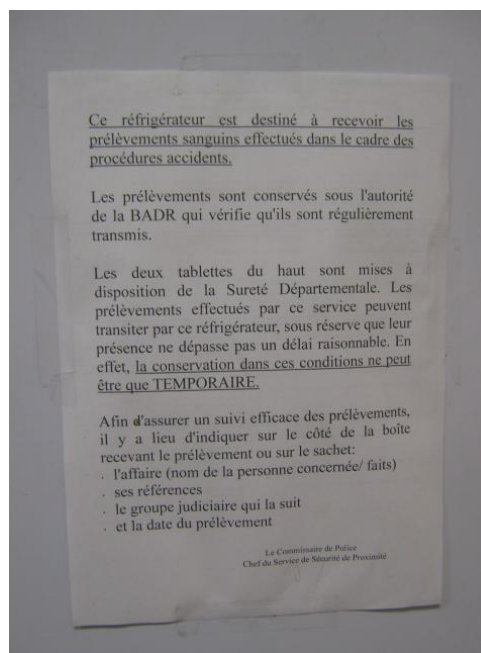 Ce réfrigérateur est destiné à recevoir les
prélèvements sanguins effectués dans le cadre des
procédures accidents.
Les prélèvements sont conservés sous l'autorité
de la BADR qui vérifie qu'ils sont régulièrement
transmis.
Les deux tablettes du haut sont mises à
disposition de la Sureté Départementale. Les
prélèvements effectués par ce service peuvent
transiter par ce réfrigérateur, sous réserve que leur
présence ne dépasse pas un délai raisonnable. En
effet, la conservation dans ces conditions ne peut
être que TEMPORAIRE.
Afin d'assurer un suivi efficace des prélèvements,
il y a lieu d'indiquer sur le côté de la boîte
recevant le prélèvement ou sur le sachet:
. l'affaire (nom de la personne concernée/ faits)
. ses références
. le groupe judiciaire qui la suit
. et la date du prélèvement
Le Commissaire de Police
Chef du Service de Sécurité de Proximité